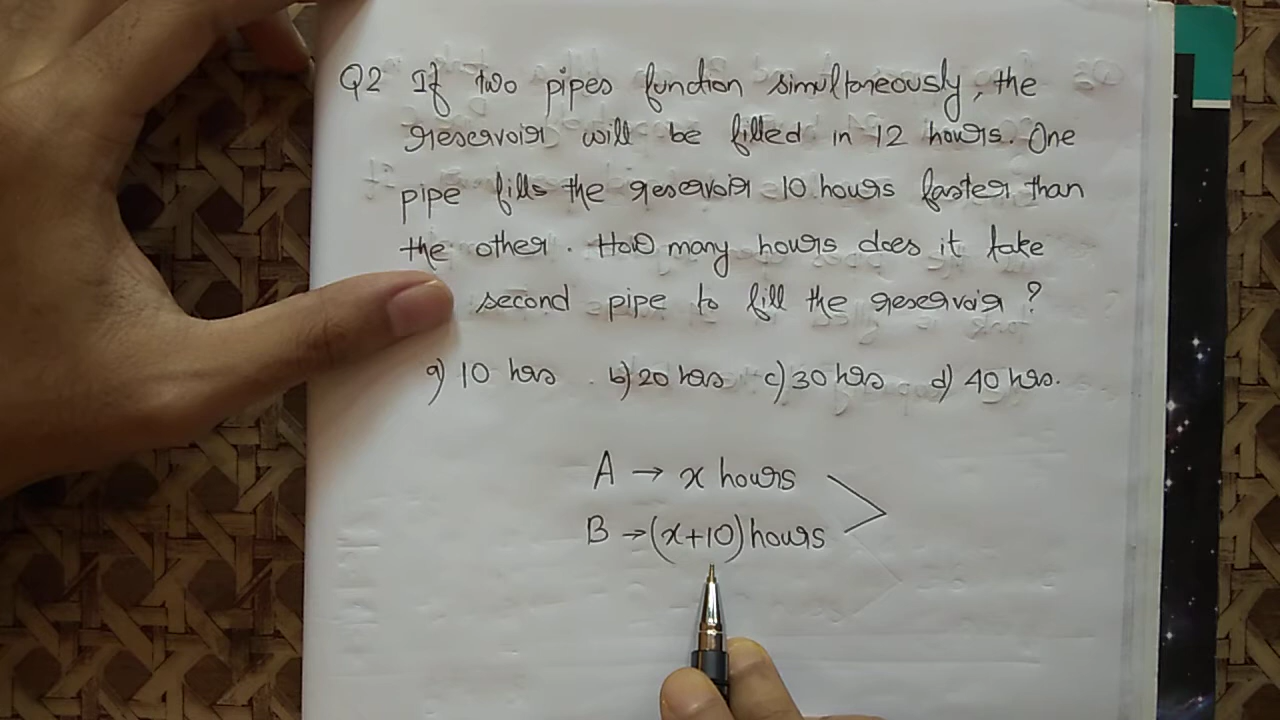 Q2 If two pipes function simultaneously, the
reservoir will be filled in 12 hours. One
pipe fills the reservoir 10 hours faster than
the other. How many hours does it take
second pipe to fill the reservoir?
a) 10 hrs b) 20 hrs c) 30 hrs d) 40 hrs.
A → x hours
B → (x+10) hours